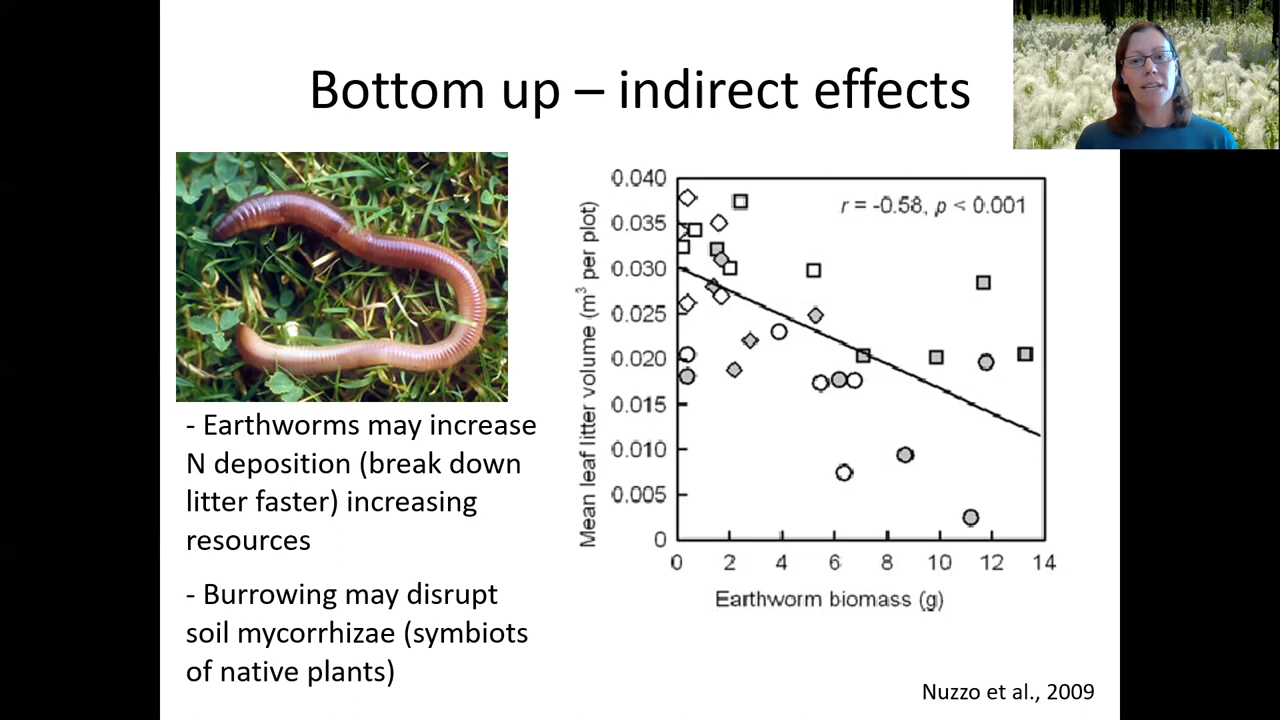 Bottom up – indirect effects
- Earthworms may increase
N deposition (break down
litter faster) increasing
resources
- Burrowing may disrupt
soil mycorrhizae (symbiots
of native plants)
Mean leaf litter volume (m³ per plot)
0.040
0.035
0.030
0.025
0.020
0.015
0.010
0.005
0
r = -0.58, p < 0.001
0 2 4 6 8 10 12 14
Earthworm biomass (g)
Nuzzo et al., 2009